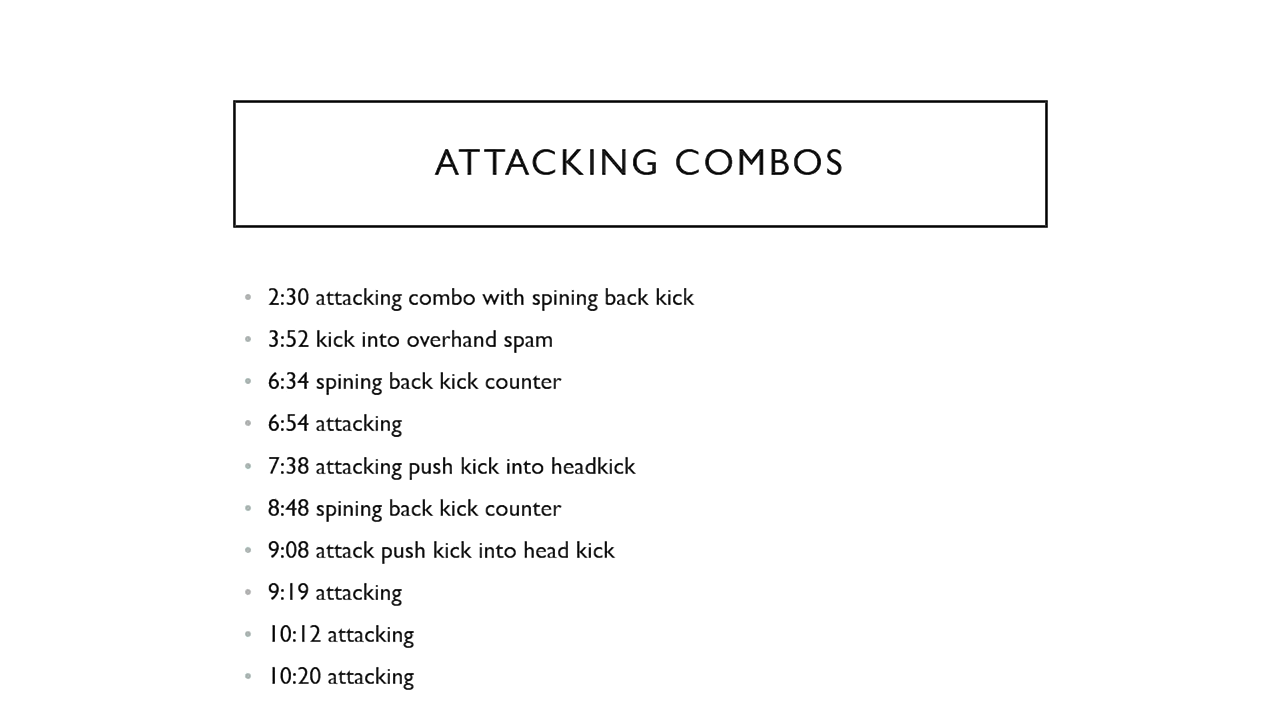 ATTACKING COMBOS
• 2:30 attacking combo with spining back kick
• 3:52 kick into overhand spam
• 6:34 spining back kick counter
• 6:54 attacking
• 7:38 attacking push kick into headkick
• 8:48 spining back kick counter
• 9:08 attack push kick into head kick
• 9:19 attacking
• 10:12 attacking
• 10:20 attacking